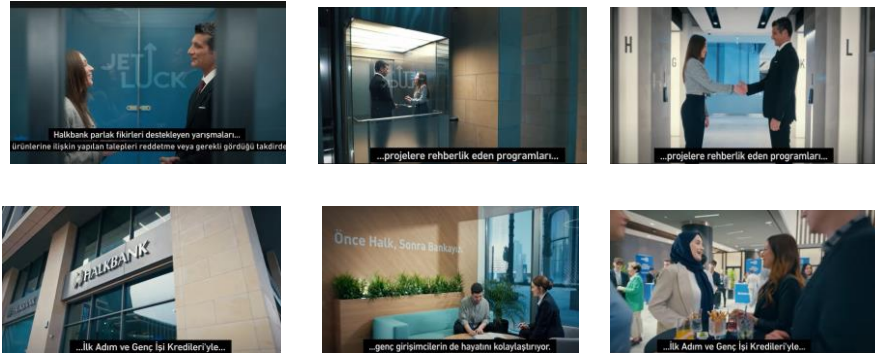 JET
LUCK
Halkbank parlak fikirleri destekleyen yarışmaları...
ürünlerine ilişkin yapılan talepleri reddetme veya gerekli gördüğü takdirde
JET
LUCK
...projelere rehberlik eden programları...
H
G
K
L
...projelere rehberlik eden programları...
HALKBANK
...İlk Adım ve Genç İşi Kredileri'yle...
Önce Halk, Sonra Bankayız.
...genç girişimcilerin de hayatını kolaylaştırıyor.
...İlk Adım ve Genç İşi Kredileri'yle...